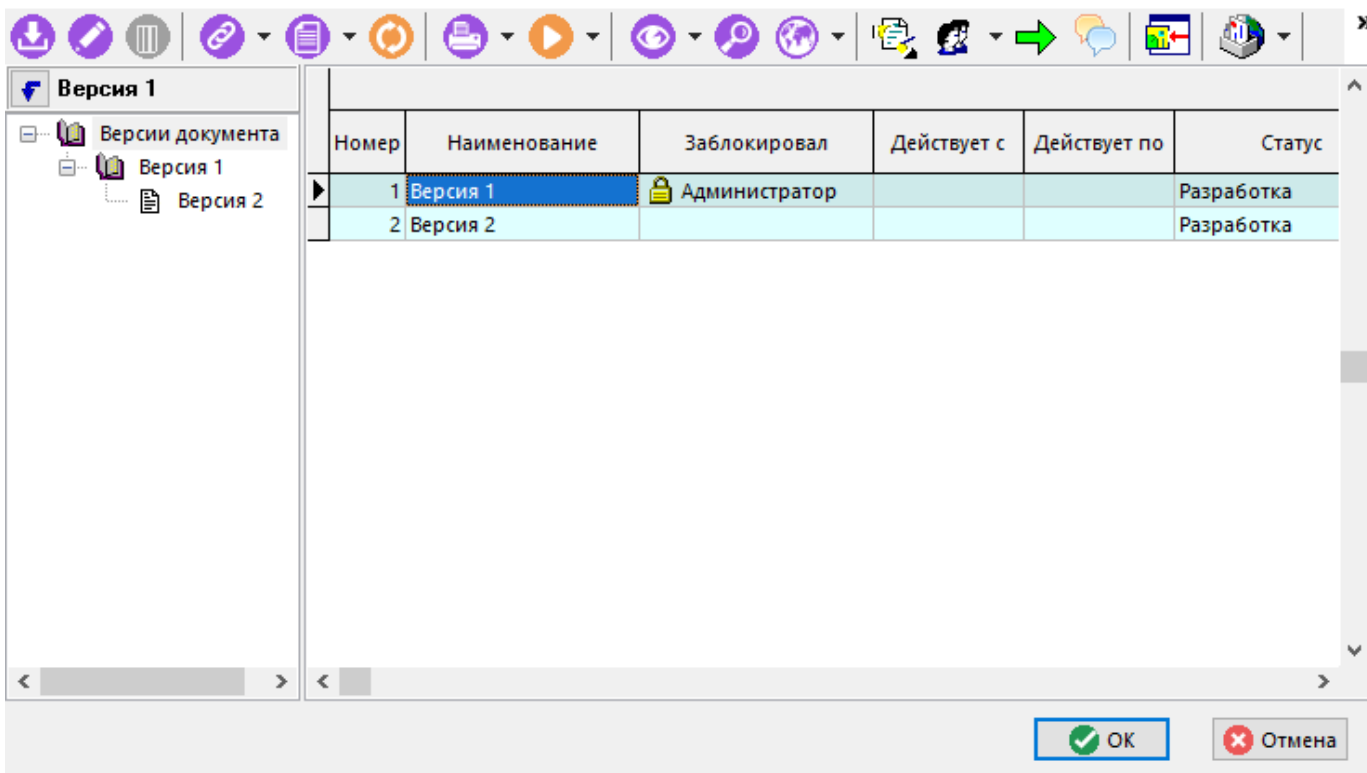 Версия 1
Версии документа
Версия 1
Версия 2
Номер Наименование Заблокировал Действует с Действует по Статус
1 Версия 1 Администратор Разработка
2 Версия 2 Разработка
OK Отмена